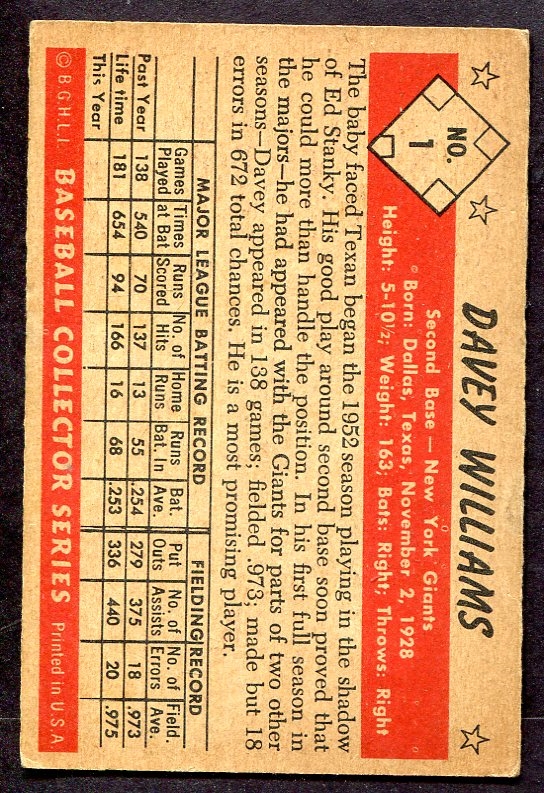 DAVEY WILLIAMS
NO.
1
Second Base — New York Giants
Born: Dallas, Texas, November 2, 1928
Height: 5-10½; Weight: 163; Bats: Right; Throws: Right
The baby faced Texan began the 1952 season playing in the shadow
of Ed Stanky. His good play around second base soon proved that
he could more than handle the position. In his first full season in
the majors—he had appeared with the Giants for parts of two other
seasons—Davey appeared in 138 games; fielded .973; made but 18
errors in 672 total chances. He is a most promising player.
MAJOR LEAGUE BATTING RECORD FIELDING RECORD
Games Times Runs No. of Home Runs Bat. Put No. of No. of Field.
Played at Bat Scored Hits Runs Bat. In Ave. Outs Assists Errors Ave.
Past Year 138 540 70 137 13 55 .254 279 375 18 .973
Life time 181 654 94 166 16 68 .253 336 440 20 .975
This Year
© B.G.H.L.I. BASEBALL COLLECTOR SERIES Printed in U.S.A.